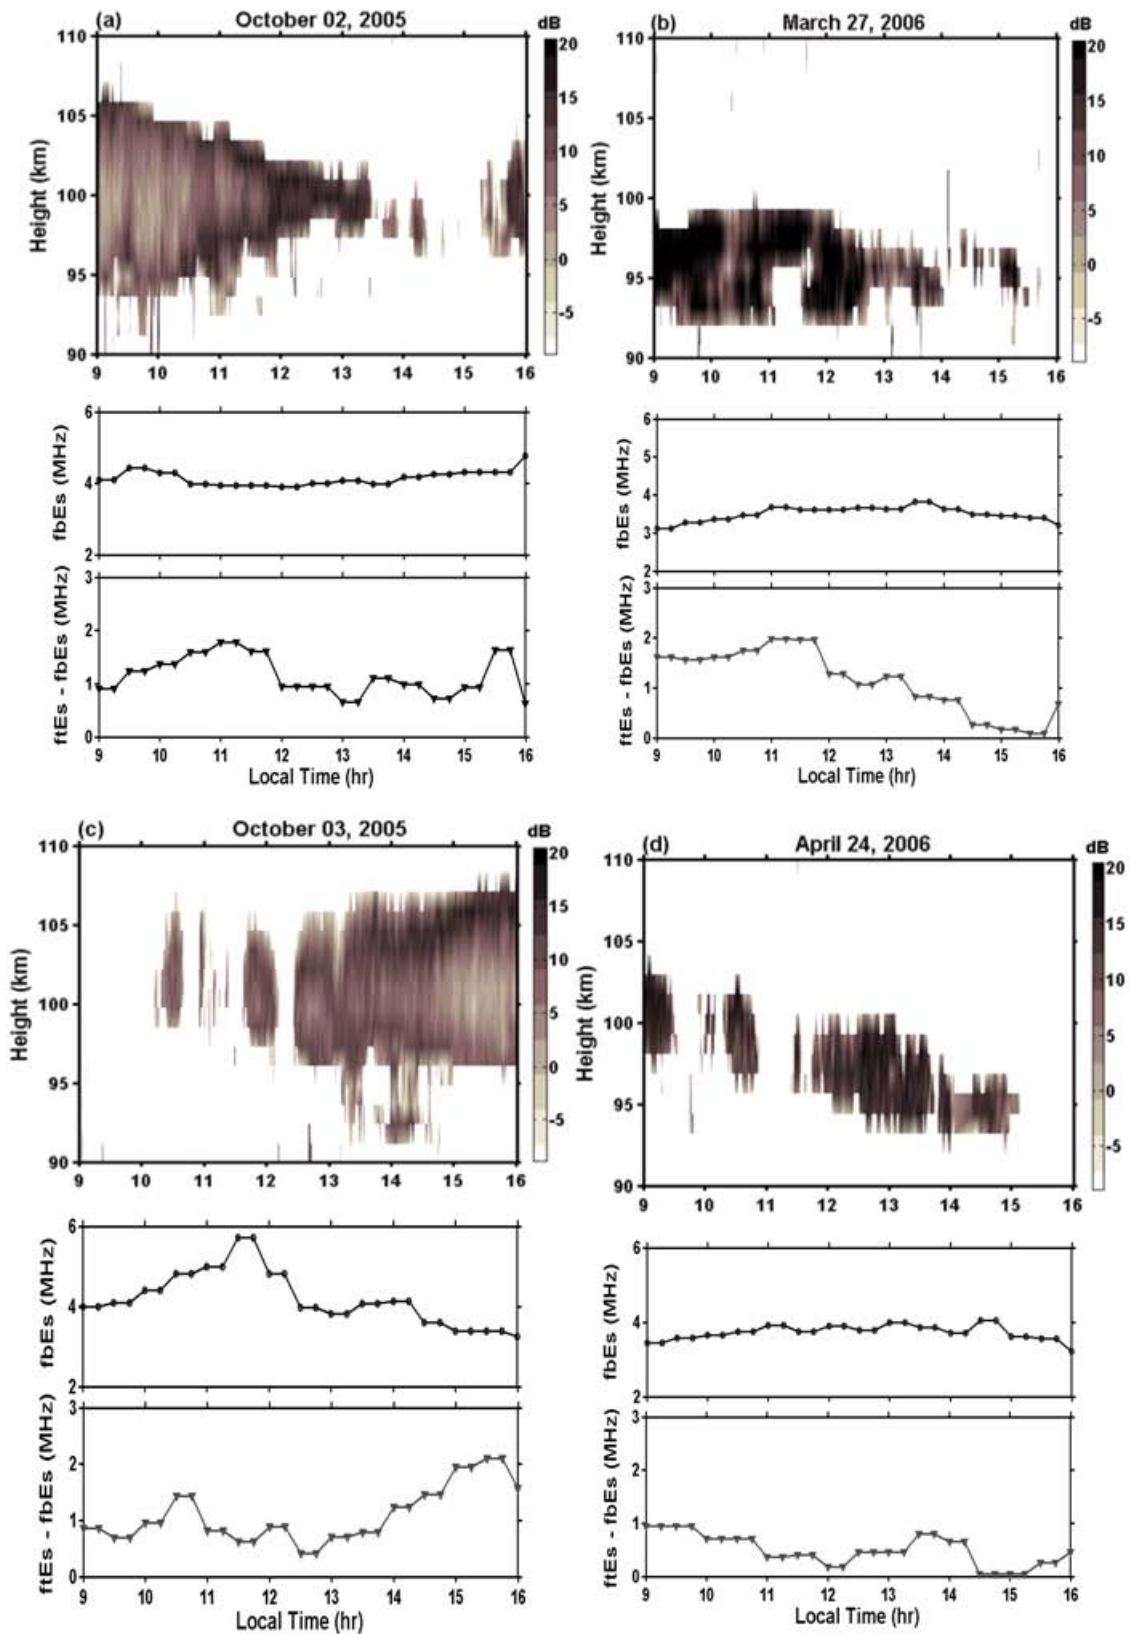 (a) October 02, 2005 dB
110
105
100
95
90
Height (km)
20
15
10
5
0
-5
9 10 11 12 13 14 15 16
6
4
2
fbEs (MHz)
3
2
1
0
ftEs - fbEs (MHz)
9 10 11 12 13 14 15 16
Local Time (hr)
(b) March 27, 2006 dB
110
105
100
95
90
Height (km)
20
15
10
5
0
-5
9 10 11 12 13 14 15 16
6
5
4
3
2
fbEs (MHz)
3
2
1
0
ftEs - fbEs (MHz)
9 10 11 12 13 14 15 16
Local Time (hr)
(c) October 03, 2005 dB
110
105
100
95
90
Height (km)
20
15
10
5
0
-5
9 10 11 12 13 14 15 16
6
4
2
fbEs (MHz)
3
2
1
0
ftEs - fbEs (MHz)
9 10 11 12 13 14 15 16
Local Time (hr)
(d) April 24, 2006 dB
110
105
100
95
90
Height (km)
20
15
10
5
0
-5
9 10 11 12 13 14 15 16
6
4
2
fbEs (MHz)
3
2
1
0
ftEs - fbEs (MHz)
9 10 11 12 13 14 15 16
Local Time (hr)